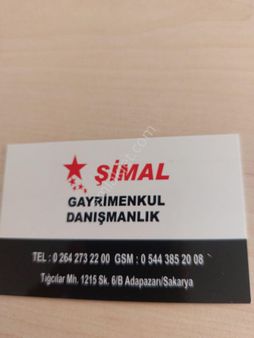 ŞİMAL
GAYRİMENKUL
DANIŞMANLIK
TEL : 0 264 273 22 00 GSM : 0 544 385 20 08
Tığcılar Mh. 1215 Sk. 6/B Adapazarı/Sakarya